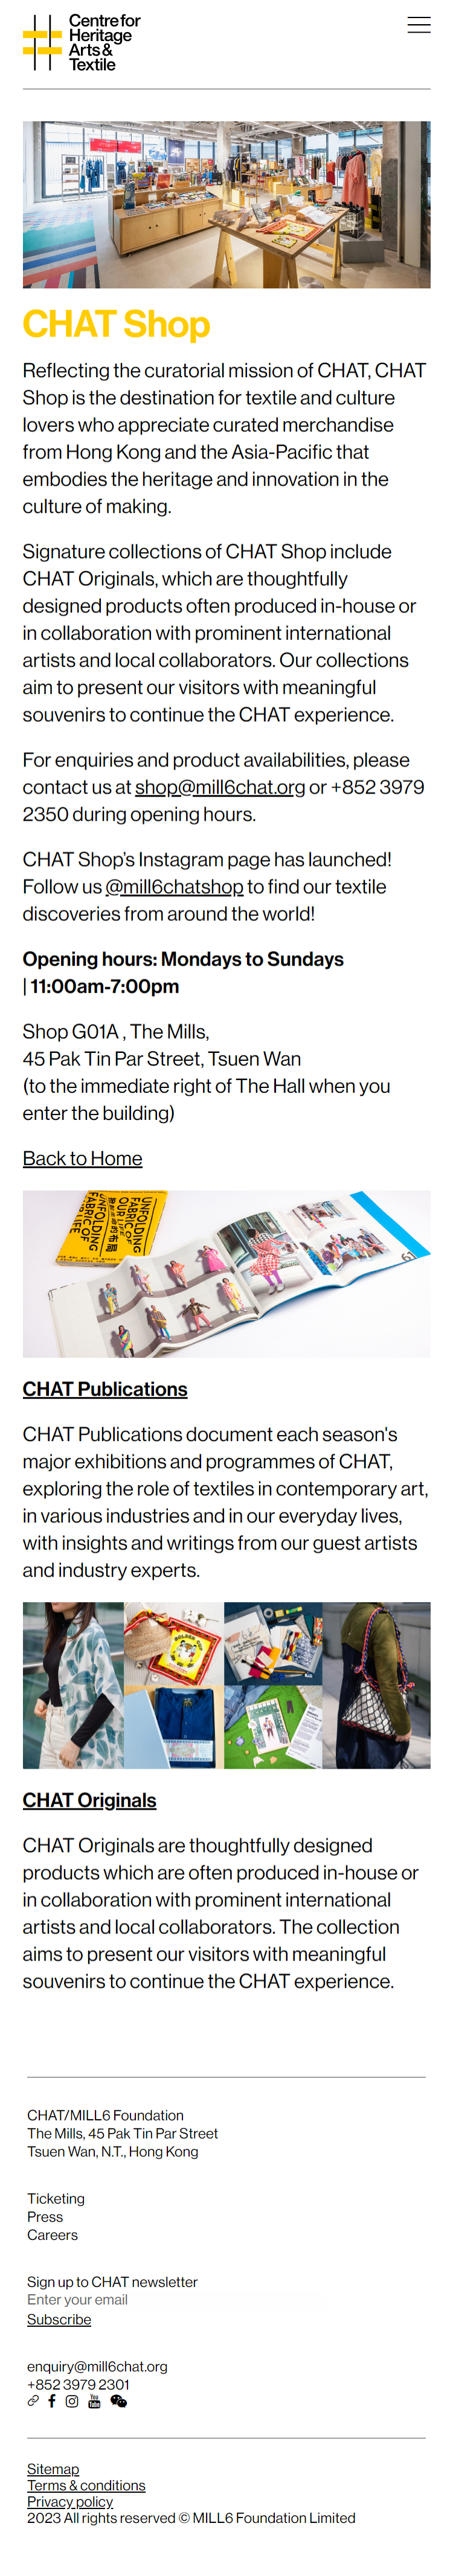 Centre for
Heritage
Arts &
Textile
CHAT Shop
Reflecting the curatorial mission of CHAT, CHAT
Shop is the destination for textile and culture
lovers who appreciate curated merchandise
from Hong Kong and the Asia-Pacific that
embodies the heritage and innovation in the
culture of making.
Signature collections of CHAT Shop include
CHAT Originals, which are thoughtfully
designed products often produced in-house or
in collaboration with prominent international
artists and local collaborators. Our collections
aim to present our visitors with meaningful
souvenirs to continue the CHAT experience.
For enquiries and product availabilities, please
contact us at shop@mill6chat.org or +852 3979
2350 during opening hours.
CHAT Shop's Instagram page has launched!
Follow us @mill6chatshop to find our textile
discoveries from around the world!
Opening hours: Mondays to Sundays
| 11:00am-7:00pm
Shop G01A , The Mills,
45 Pak Tin Par Street, Tsuen Wan
(to the immediate right of The Hall when you
enter the building)
Back to Home
UNFOLDING
FABRIC OF
OUR LIFE
UNFOLDING
FABRIC OF
LIFE
CHAT Publications
CHAT Publications document each season's
major exhibitions and programmes of CHAT,
exploring the role of textiles in contemporary art,
in various industries and in our everyday lives,
with insights and writings from our guest artists
and industry experts.
CHAT Originals
CHAT Originals are thoughtfully designed
products which are often produced in-house or
in collaboration with prominent international
artists and local collaborators. The collection
aims to present our visitors with meaningful
souvenirs to continue the CHAT experience.
CHAT/MILL6 Foundation
The Mills, 45 Pak Tin Par Street
Tsuen Wan, N.T., Hong Kong
Ticketing
Press
Careers
Sign up to CHAT newsletter
Enter your email
Subscribe
enquiry@mill6chat.org
+852 3979 2301
You
Tube
Sitemap
Terms & conditions
Privacy policy
2023 All rights reserved © MILL6 Foundation Limited